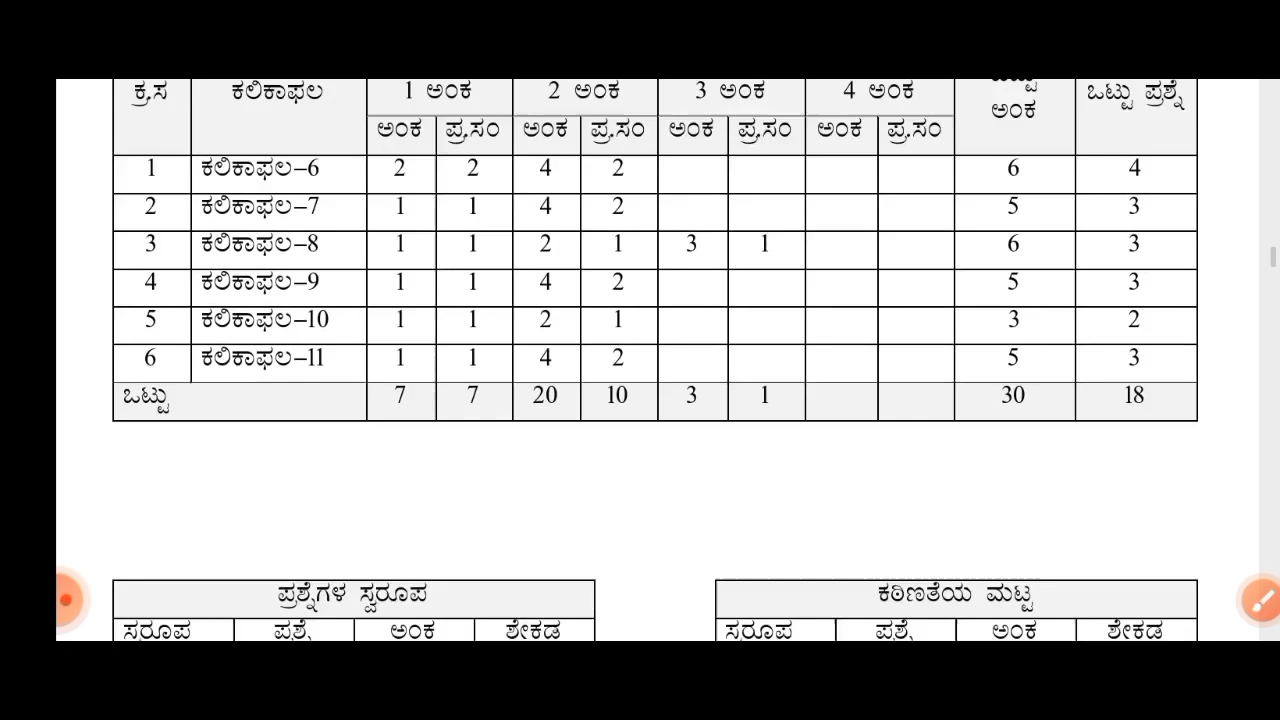 ಕ್ರ.ಸ ಕಲಿಕಾಫಲ 1 ಅಂಕ 2 ಅಂಕ 3 ಅಂಕ 4 ಅಂಕ ಅಂಕ ಒಟ್ಟು ಪ್ರಶ್ನೆ
ಅಂಕ ಪ್ರ.ಸಂ ಅಂಕ ಪ್ರ.ಸಂ ಅಂಕ ಪ್ರ.ಸಂ ಅಂಕ ಪ್ರ.ಸಂ
1 ಕಲಿಕಾಫಲ-6 2 2 4 2 6 4
2 ಕಲಿಕಾಫಲ-7 1 1 4 2 5 3
3 ಕಲಿಕಾಫಲ-8 1 1 2 1 3 1 6 3
4 ಕಲಿಕಾಫಲ-9 1 1 4 2 5 3
5 ಕಲಿಕಾಫಲ-10 1 1 2 1 3 2
6 ಕಲಿಕಾಫಲ-11 1 1 4 2 5 3
ಒಟ್ಟು 7 7 20 10 3 1 30 18
ಪ್ರಶ್ನೆಗಳ ಸ್ವರೂಪ ಕಠಿಣತೆಯ ಮಟ್ಟ
ಸ್ವರೂಪ ಪ್ರಶ್ನೆ ಅಂಕ ಶೇಕಡ ಸ್ವರೂಪ ಪ್ರಶ್ನೆ ಅಂಕ ಶೇಕಡ